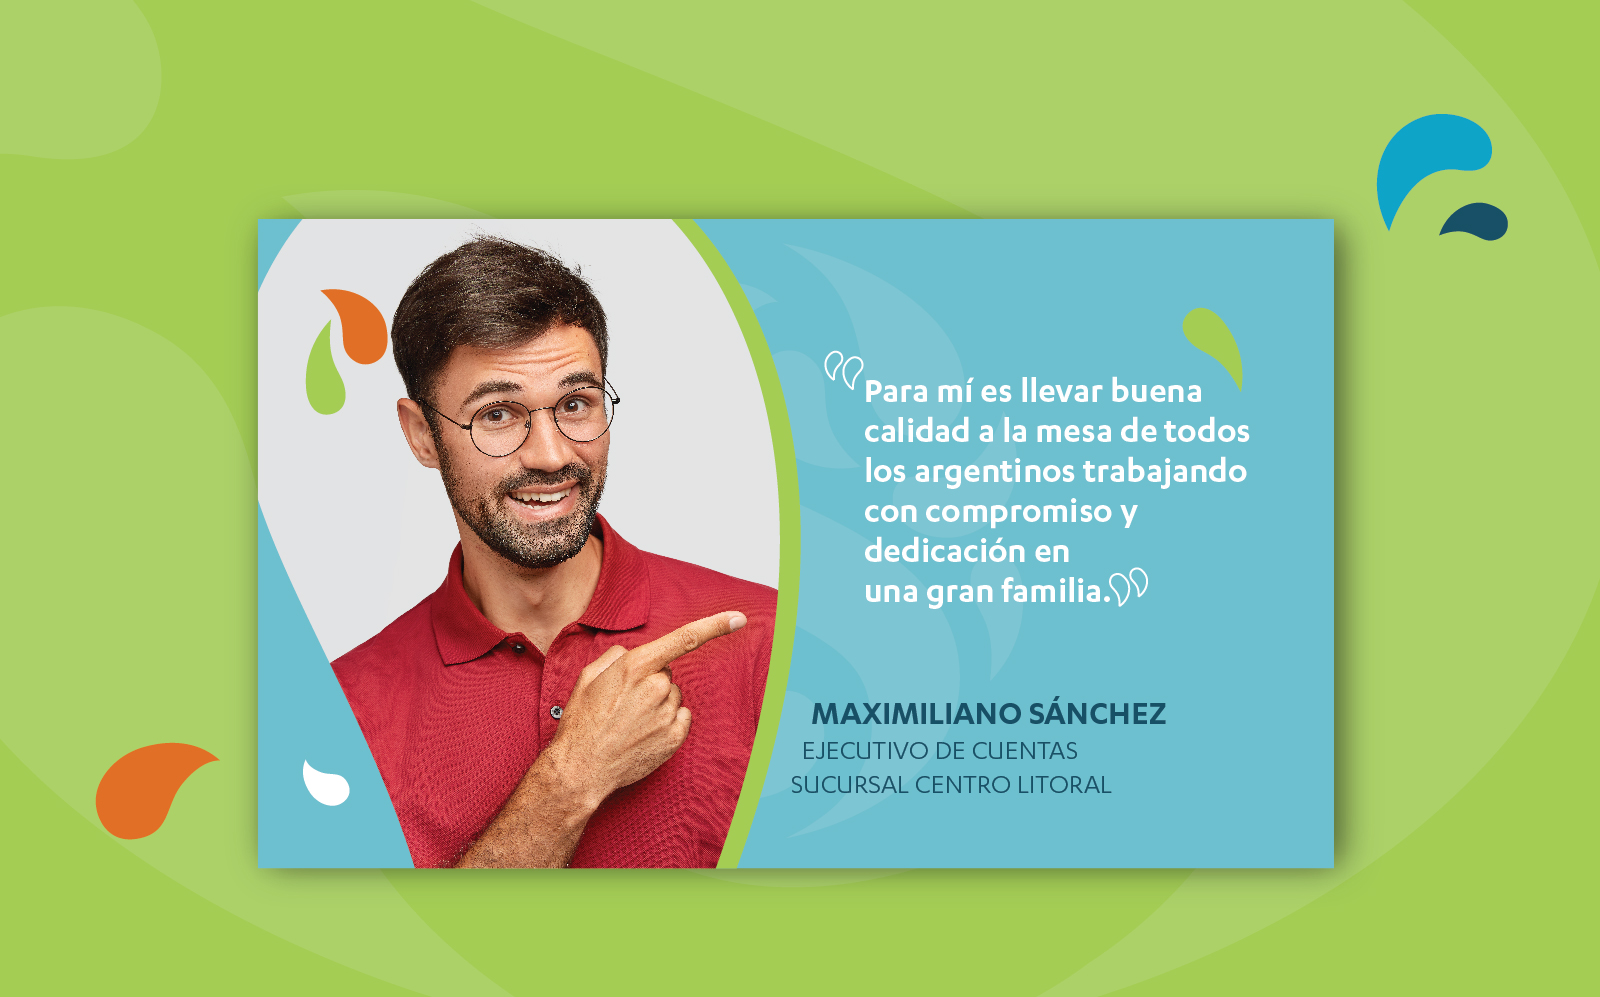 Para mí es llevar buena
calidad a la mesa de todos
los argentinos trabajando
con compromiso y
dedicación en
una gran familia.
MAXIMILIANO SÁNCHEZ
EJECUTIVO DE CUENTAS
SUCURSAL CENTRO LITORAL